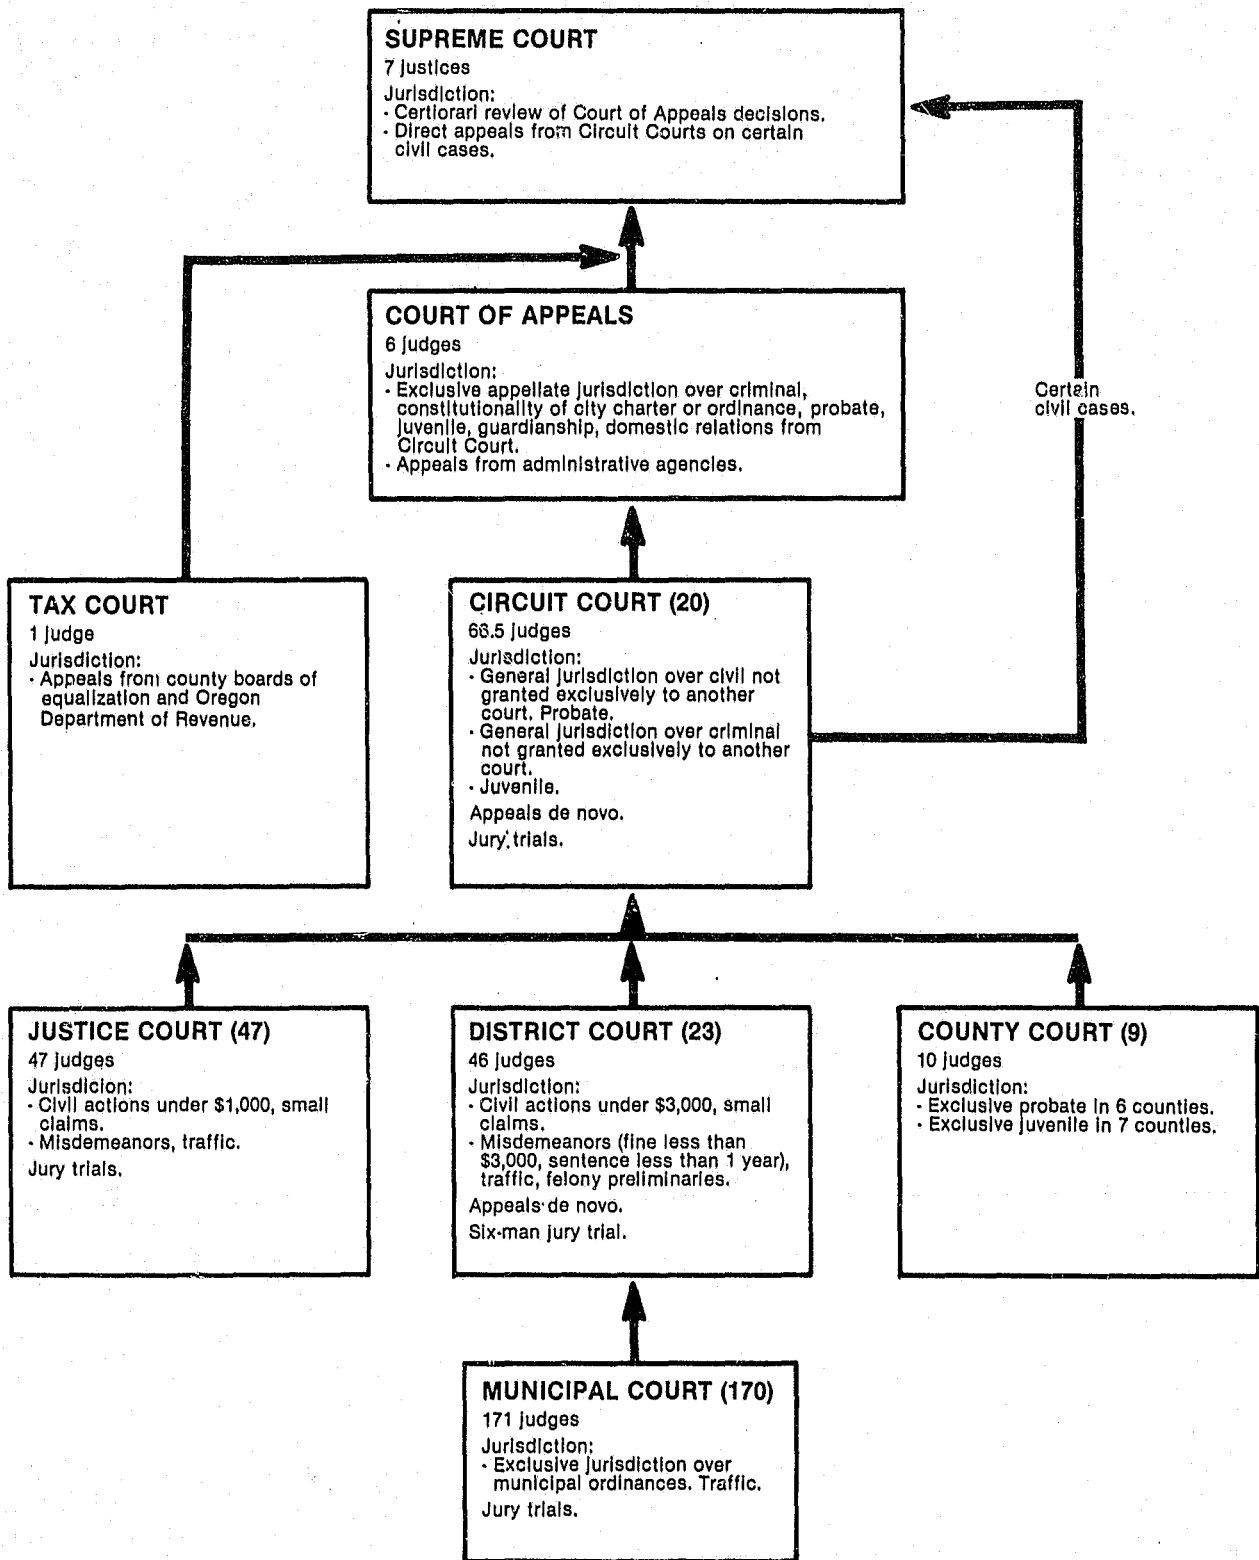 SUPREME COURT
7 justices
Jurisdiction:
· Certiorari review of Court of Appeals decisions.
· Direct appeals from Circuit Courts on certain
civil cases.
COURT OF APPEALS
6 judges
Jurisdiction:
· Exclusive appellate jurisdiction over criminal,
constitutionality of city charter or ordinance, probate,
juvenile, guardianship, domestic relations from
Circuit Court.
· Appeals from administrative agencies.
Certain
civil cases.
TAX COURT
1 judge
Jurisdiction:
· Appeals from county boards of
equalization and Oregon
Department of Revenue.
CIRCUIT COURT (20)
judges
Jurisdiction:
· General jurisdiction over civil not
granted exclusively to another
court. Probate.
· General jurisdiction over criminal
not granted exclusively to another
court.
· Juvenile.
Appeals de novo.
Jury trials.
JUSTICE COURT (47)
47 judges
Jurisdicion:
· Civil actions under $1,000, small
claims.
· Misdemeanors, traffic.
Jury trials.
DISTRICT COURT (23)
46 judges
Jurisdiction:
· Civil actions under $3,000, small
claims.
· Misdemeanors (fine less than
$3,000, sentence less than 1 year),
traffic, felony preliminaries.
Appeals de novo.
Six-man jury trial.
COUNTY COURT (9)
10 judges
Jurisdiction:
· Exclusive probate in 6 counties.
· Exclusive juvenile in 7 counties.
MUNICIPAL COURT (170)
171 judges
Jurisdiction:
· Exclusive jurisdiction over
municipal ordinances. Traffic.
Jury trials.